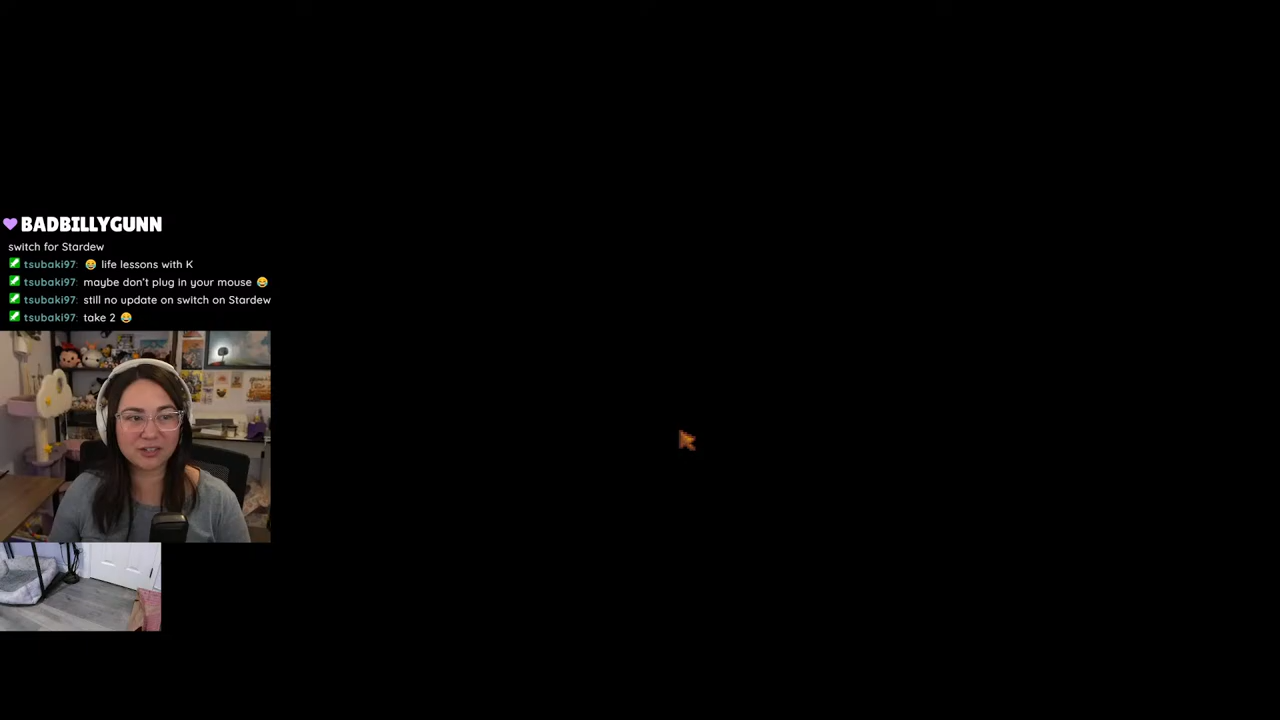 BADBILLYGUNN
switch for Stardew
tsubaki97: 😂 life lessons with K
tsubaki97: maybe don't plug in your mouse 😂
tsubaki97: still no update on switch on Stardew
tsubaki97: take 2 😂